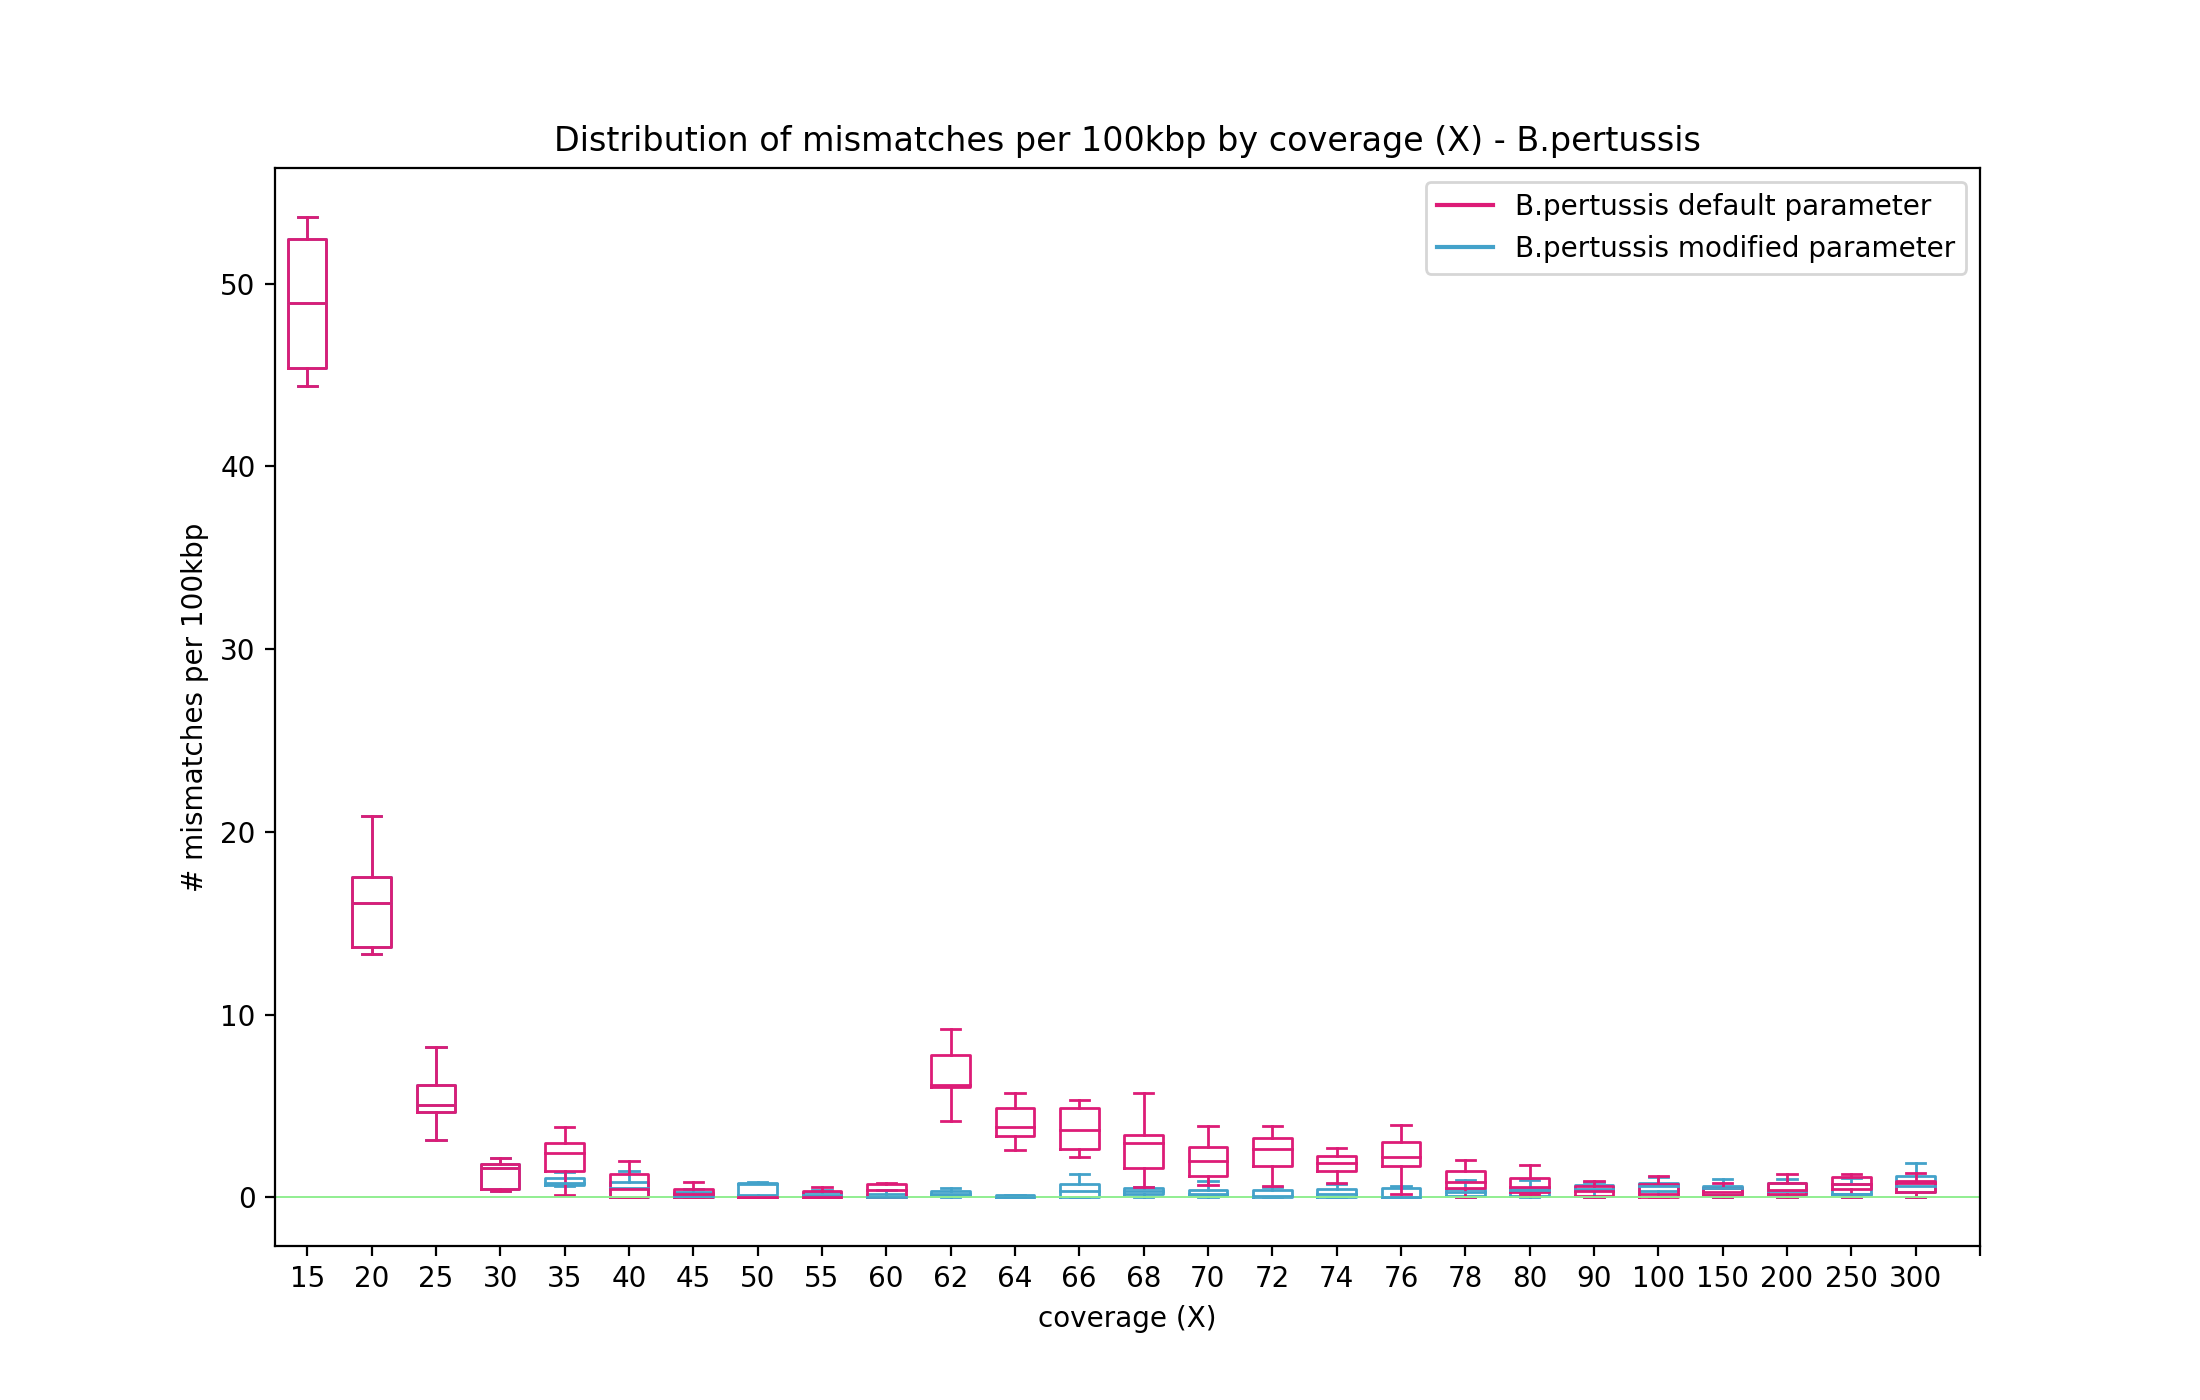 Distribution of mismatches per 100kbp by coverage (X) - B.pertussis
B.pertussis default parameter
B.pertussis modified parameter
# mismatches per 100kbp
50
40
30
20
10
0
15 20 25 30 35 40 45 50 55 60 62 64 66 68 70 72 74 76 78 80 90 100 150 200 250 300
coverage (X)